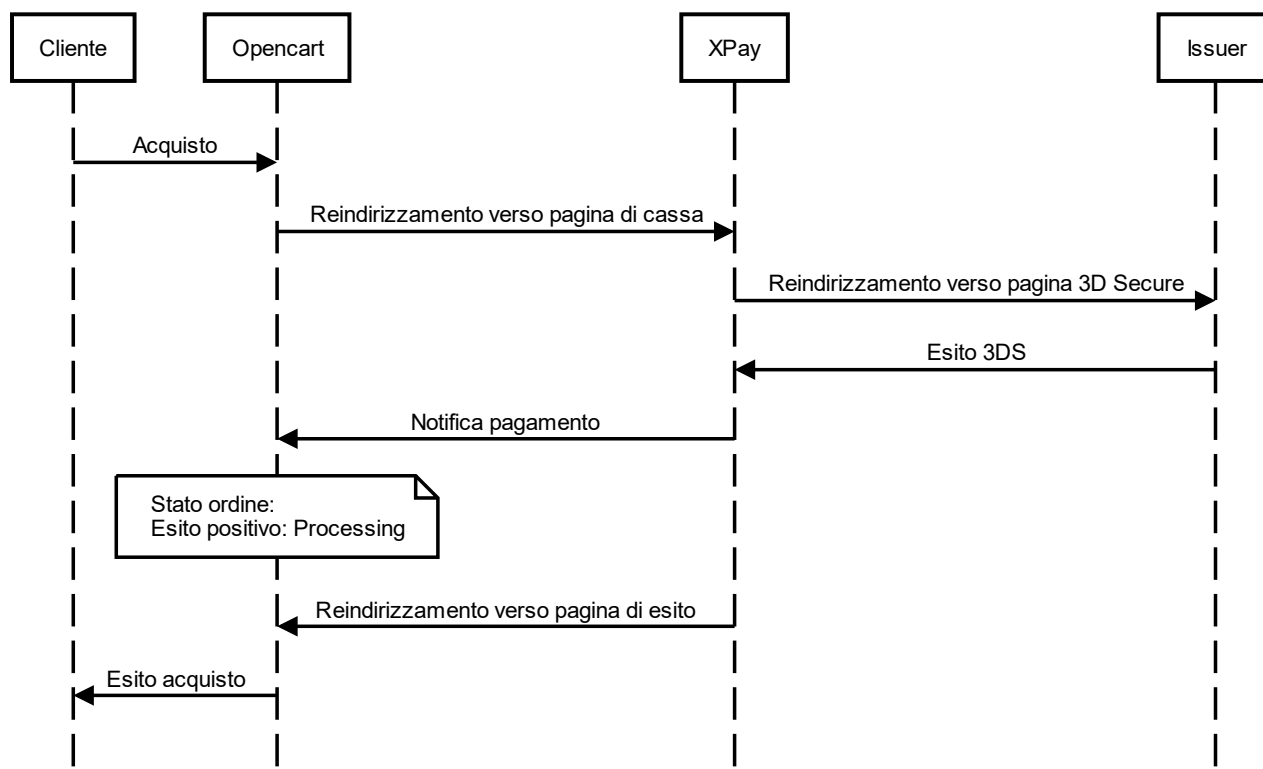 Cliente
Opencart
XPay
Issuer
Acquisto
Reindirizzamento verso pagina di cassa
Reindirizzamento verso pagina 3D Secure
Esito 3DS
Notifica pagamento
Stato ordine:
Esito positivo: Processing
Reindirizzamento verso pagina di esito
Esito acquisto